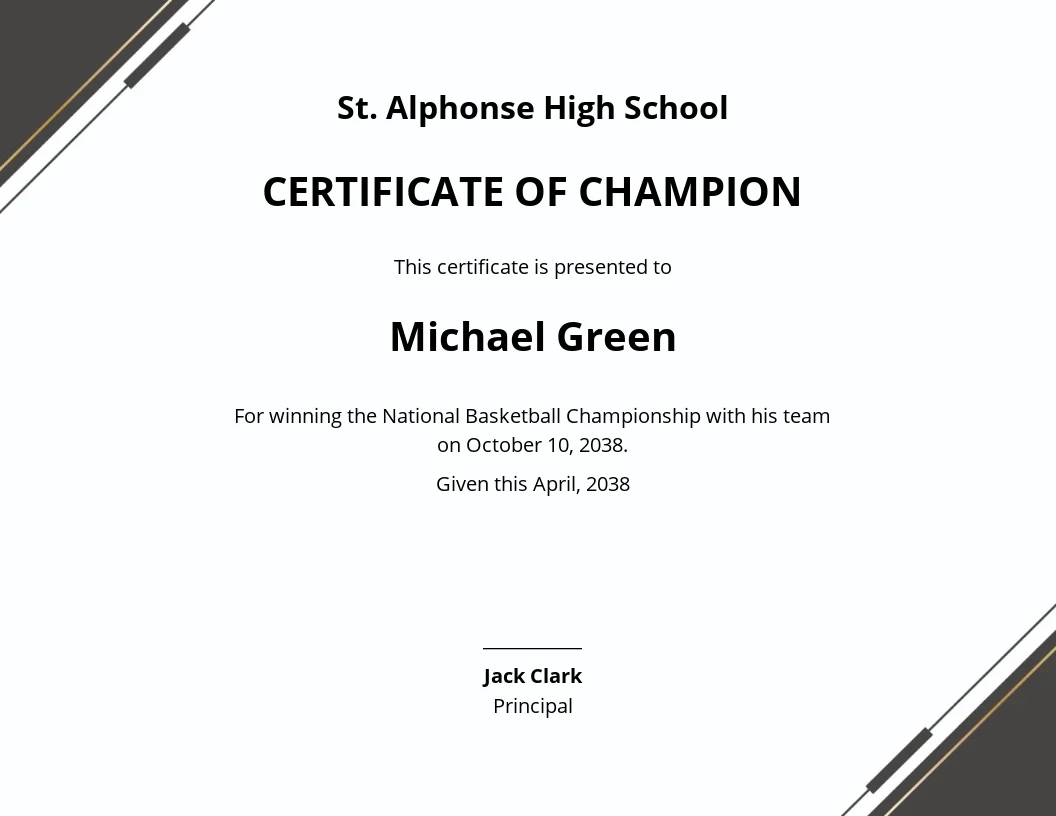 St. Alphonse High School
CERTIFICATE OF CHAMPION
This certificate is presented to
Michael Green
For winning the National Basketball Championship with his team
on October 10, 2038.
Given this April, 2038
Jack Clark
Principal